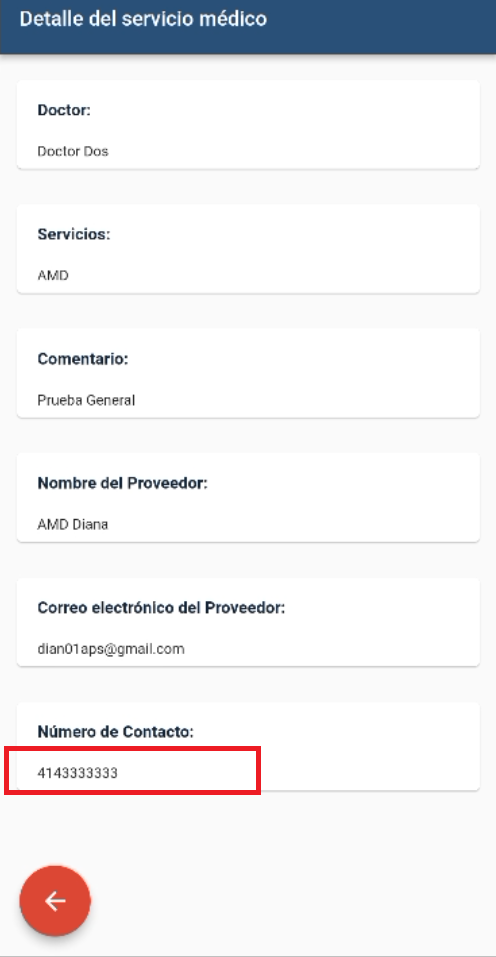 Detalle del servicio médico
Doctor:
Doctor Dos
Servicios:
AMD
Comentario:
Prueba General
Nombre del Proveedor:
AMD Diana
Correo electrónico del Proveedor:
dian01aps@gmail.com
Número de Contacto:
4143333333